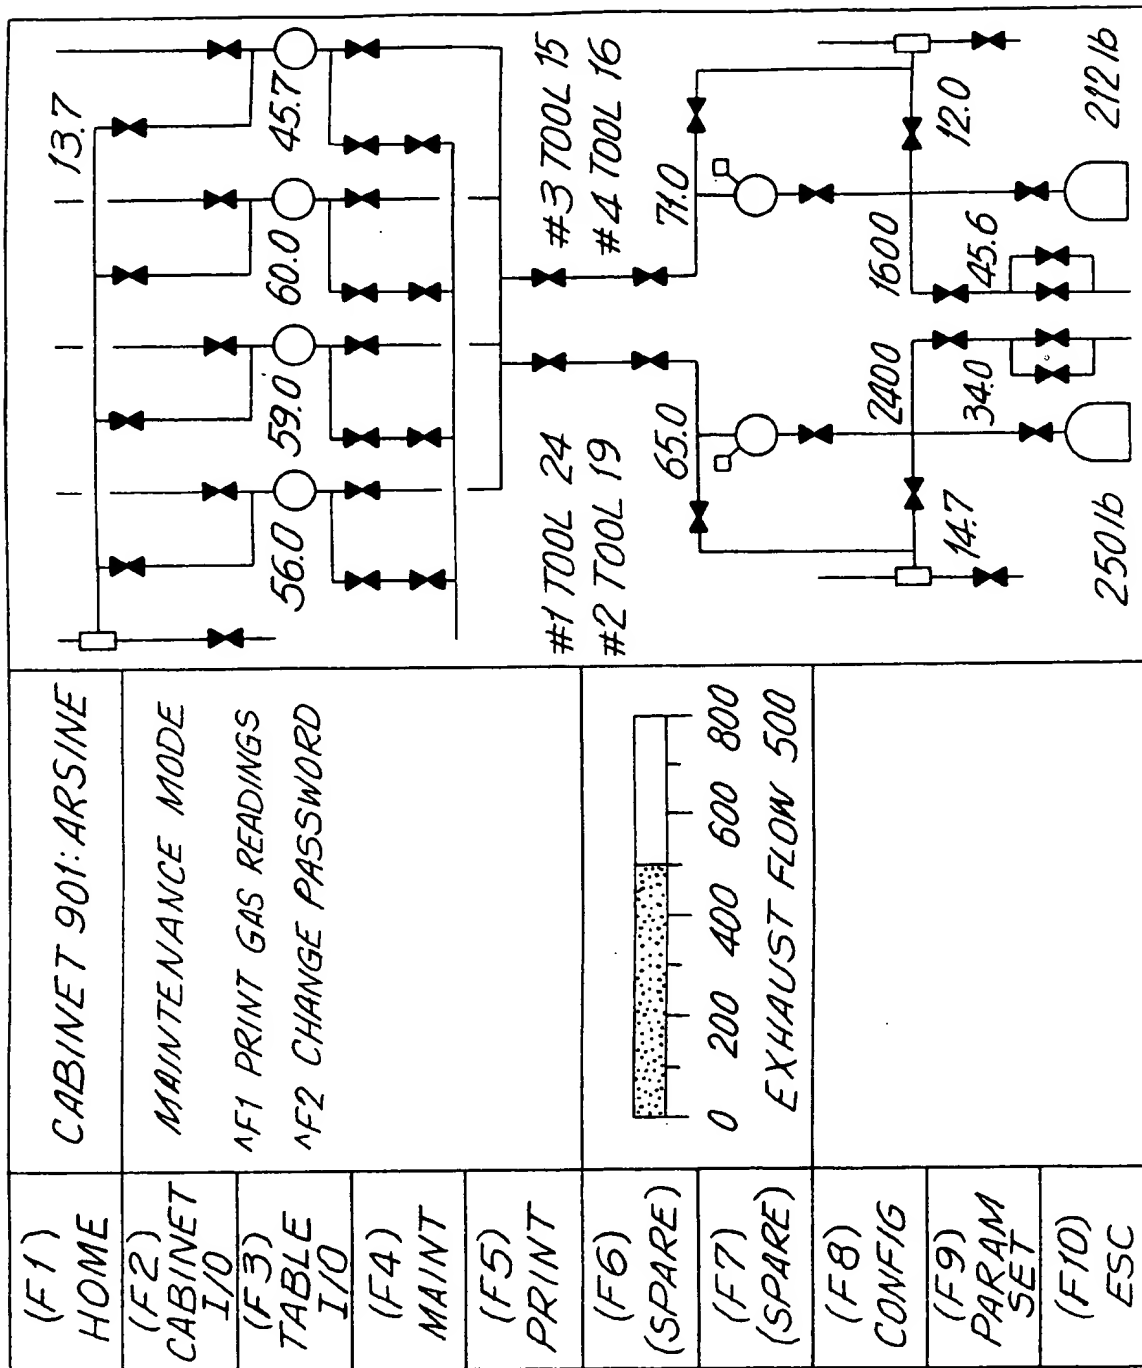 (F1)
HOME
(F2)
CABINET
I/O
(F3)
TABLE
I/O
(F4)
MAINT
(F5)
PRINT
(F6)
(SPARE)
(F7)
(SPARE)
(F8)
CONFIG
(F9)
PARAM
SET
(F10)
ESC
CABINET 901: ARSINE
MAINTENANCE MODE
^F1 PRINT GAS READINGS
^F2 CHANGE PASSWORD
0 200 400 600 800
EXHAUST FLOW 500
13.7
56.0 59.0 60.0 45.7
#1 TOOL 24
#2 TOOL 19
#3 TOOL 15
#4 TOOL 16
65.0 71.0
2400 1600
14.7 34.0 45.6 12.0
250 lb 212 lb